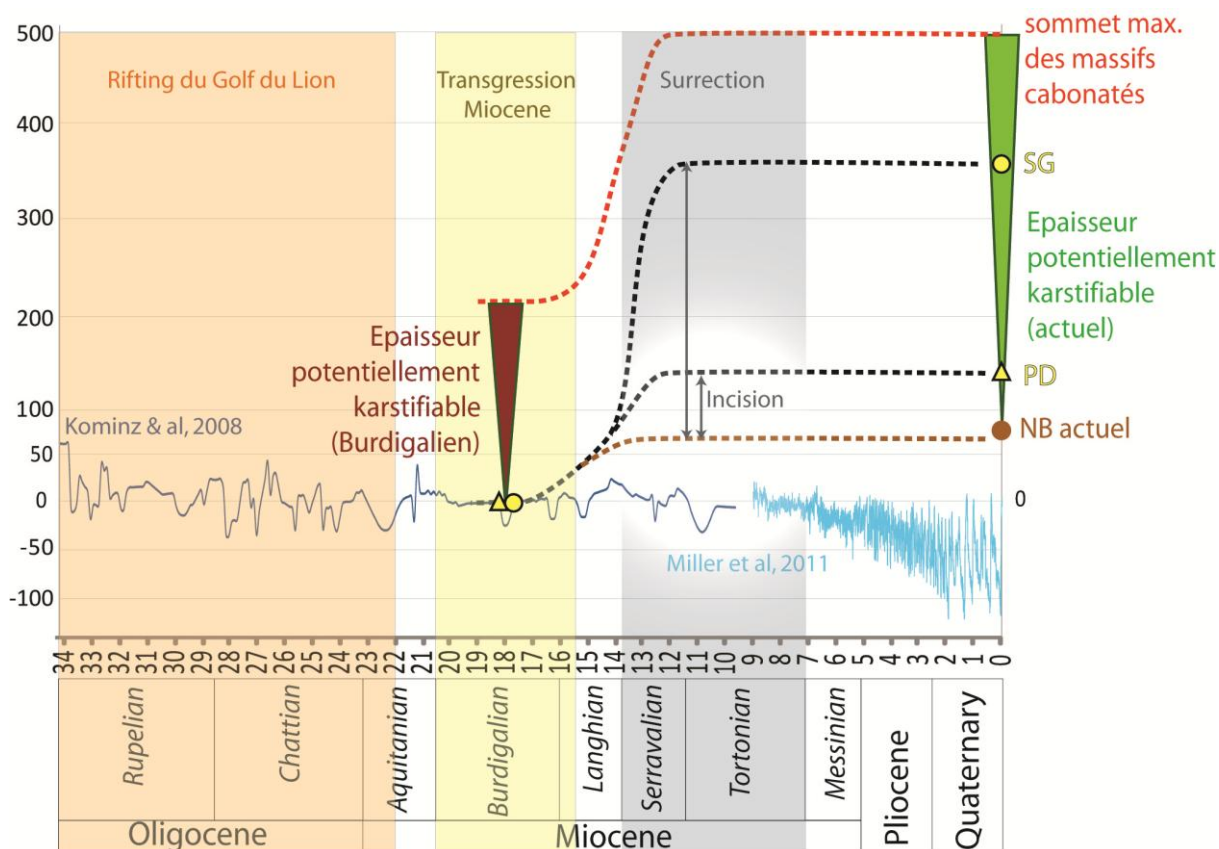 500
400
300
200
100
50
0
-50
-100
Rifting du Golf du Lion
Transgression
Miocene
Surrection
sommet max.
des massifs
cabonatés
SG
Epaisseur
potentiellement
karstifiable
(actuel)
PD
NB actuel
0
Epaisseur
potentiellement
karstifiable
(Burdigalien)
Incision
Kominz & al, 2008
Miller et al, 2011
34 33 32 31 30 29 28 27 26 25 24 23 22 21 20 19 18 17 16 15 14 13 12 11 10 9 8 7 6 5 4 3 2 1 0
Rupelian
Chattian
Aquitanian
Burdigalian
Langhian
Serravalian
Tortonian
Messinian
Pliocene
Quaternary
Oligocene
Miocene